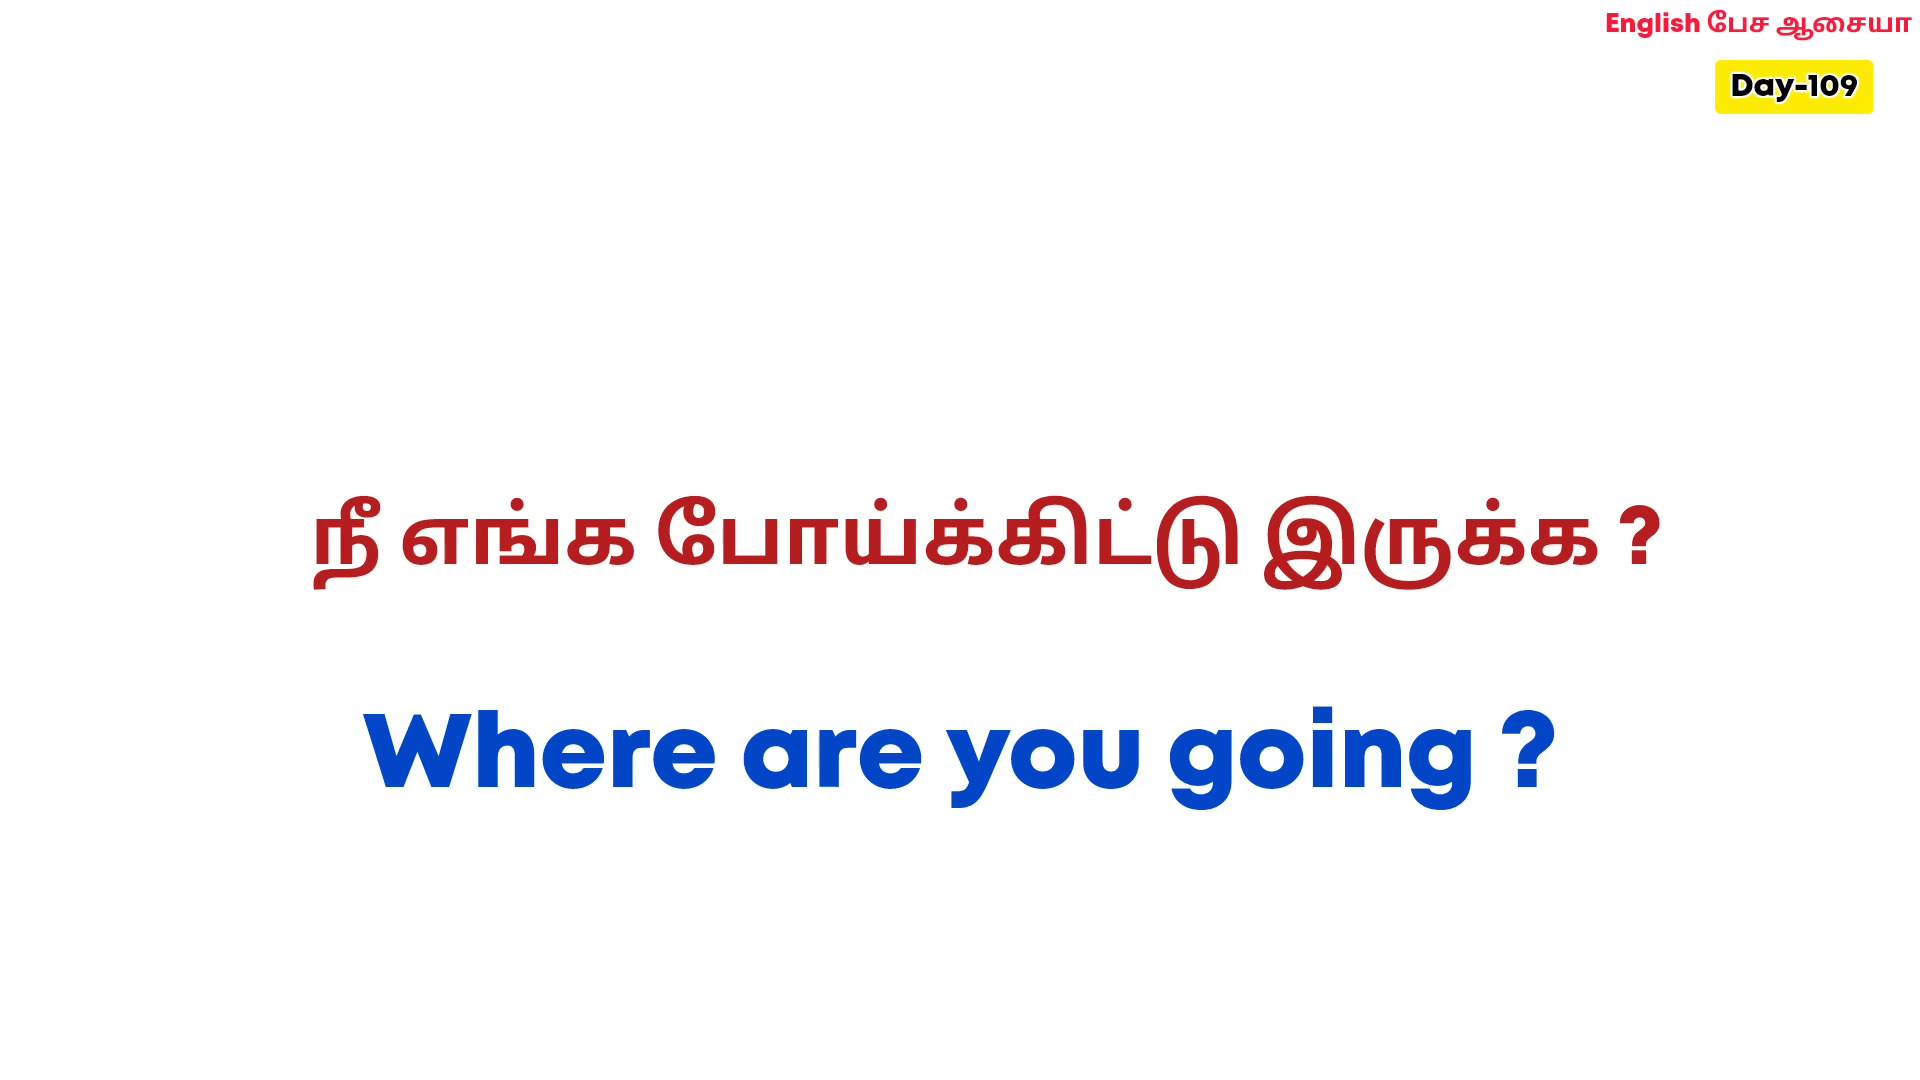 English பேச ஆசையா
Day-109
நீ எங்க போய்க்கிட்டு இருக்க ?
Where are you going ?